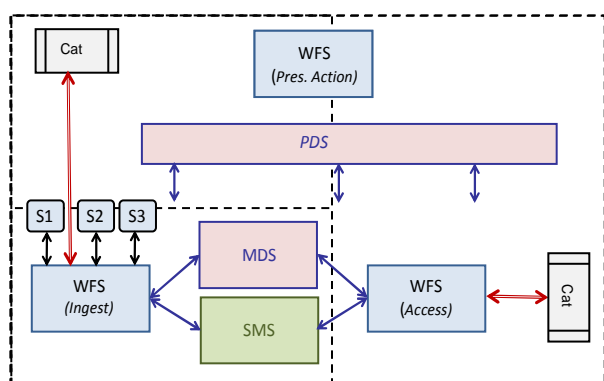 Cat
WFS
(Pres. Action)
PDS
S1
S2
S3
WFS
(Ingest)
MDS
SMS
WFS
(Access)
Cat